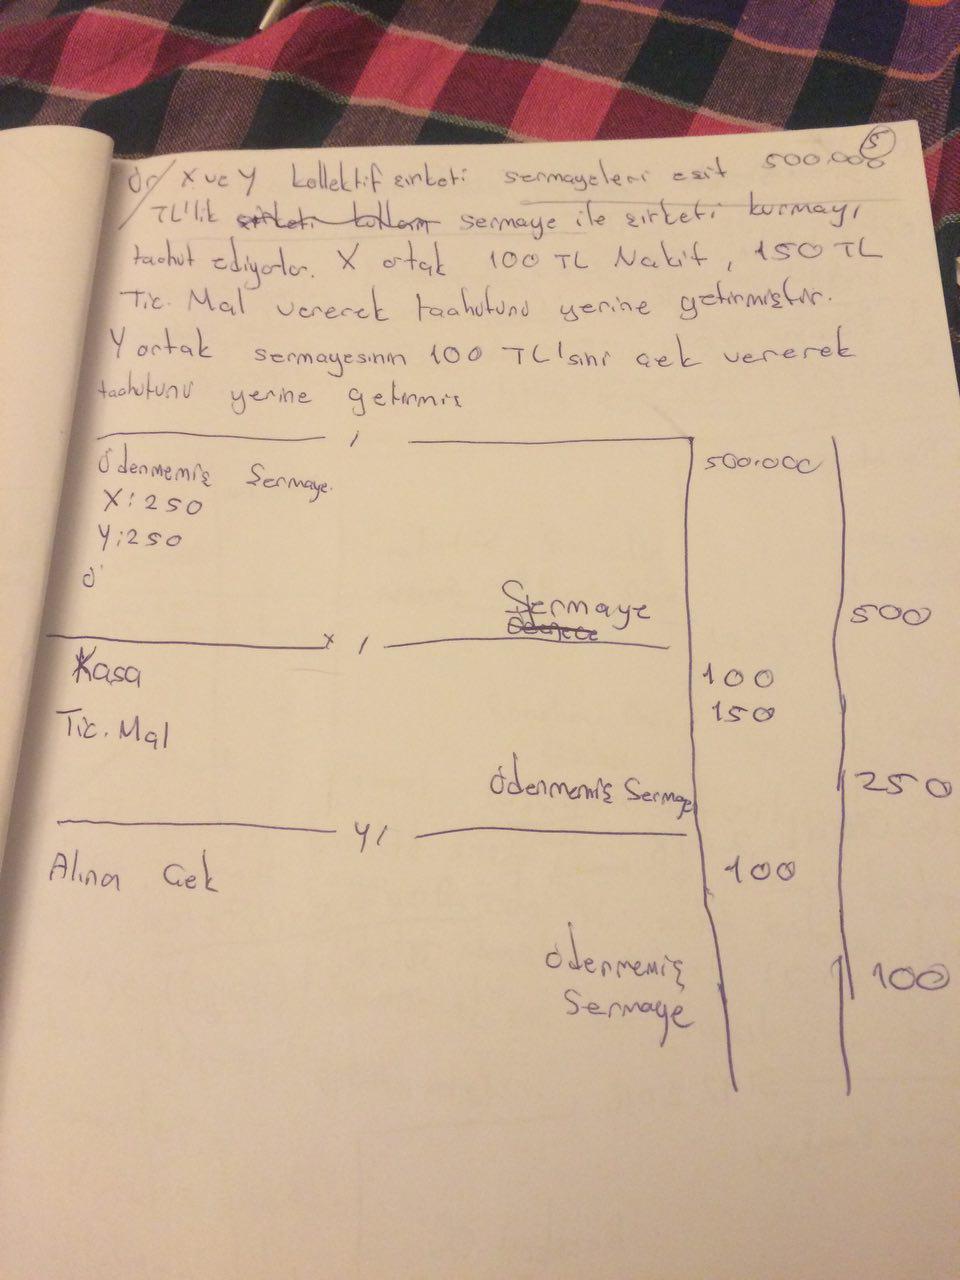 5
Ör/ X ve Y kollektif şirketi sermayeleri eşit 500.000
TL'lik sermaye ile şirketi kurmayı
taahut ediyorlar. X ortak 100 TL Nakit, 150 TL
Tic. Mal vererek taahutunu yerine getirmiştir.
Y ortak sermayesinin 100 TL'sini çek vererek
taahutunu yerine getirmiş
/
Ödenmemiş Sermaye. 500.000
X: 250
Y: 250
Ö
Sermaye 500
x /
Kasa 100
Tic. Mal 150
Ödenmemiş Sermaye 250
Y /
Alınan Çek 100
Ödenmemiş 100
Sermaye